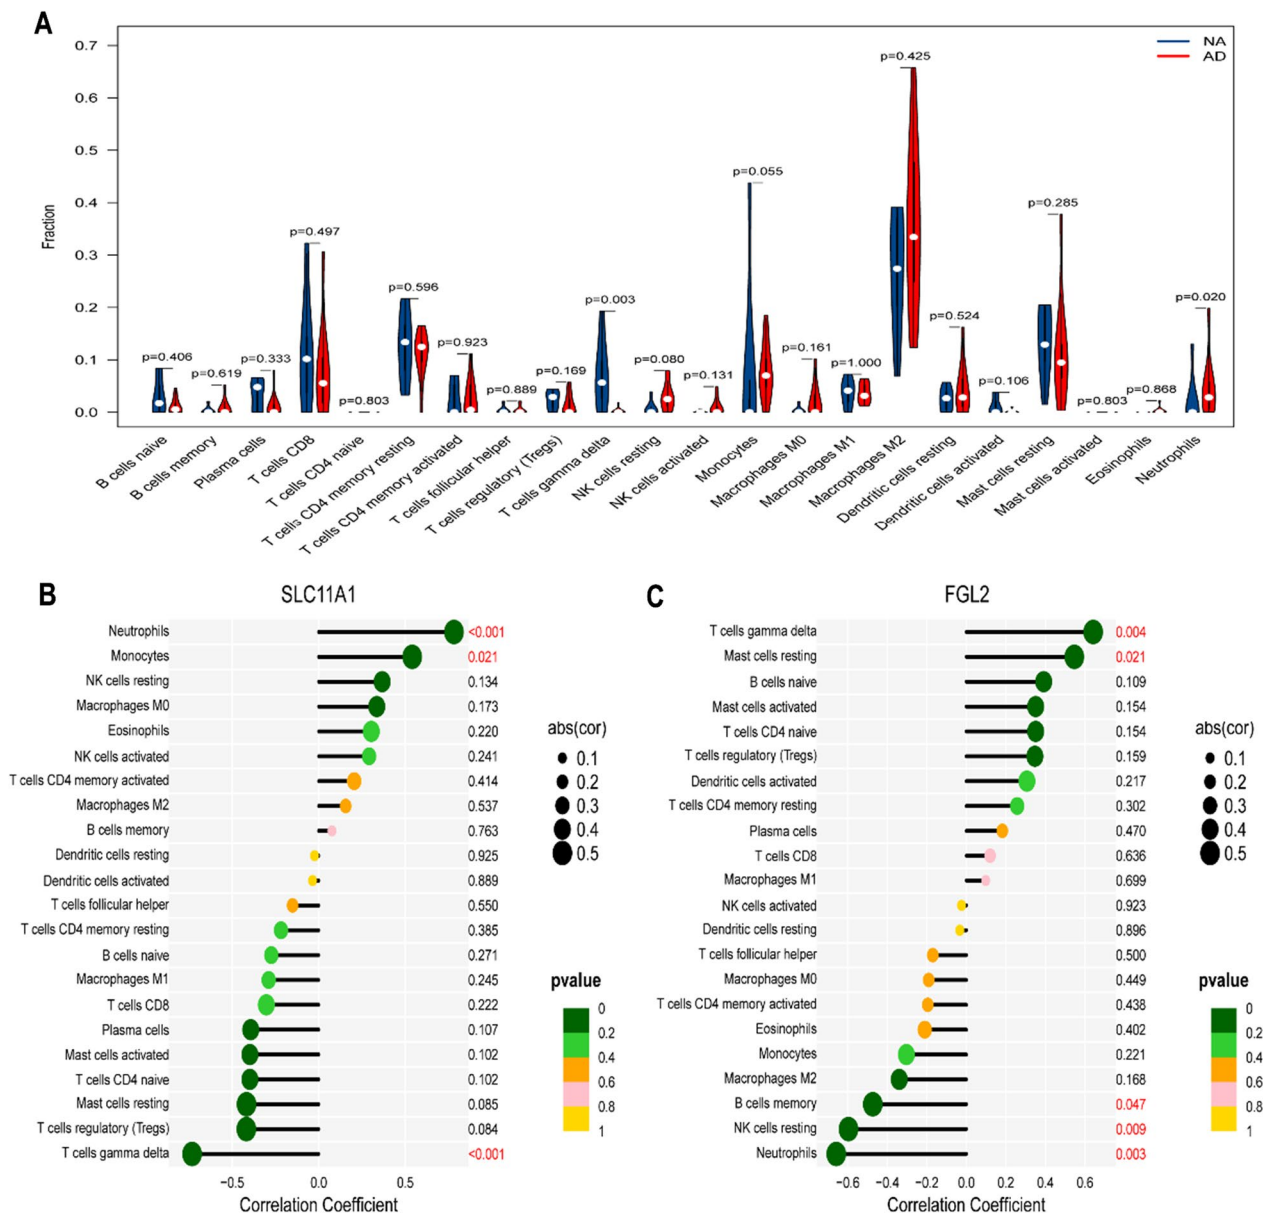 A
0.7
0.6
0.5
0.4
0.3
0.2
0.1
0.0
Fraction
NA
AD
p=0.406
p=0.619
p=0.333
p=0.497
p=0.803
p=0.596
p=0.923
p=0.889
p=0.169
p=0.003
p=0.080
p=0.131
p=0.055
p=0.161
p=1.000
p=0.425
p=0.524
p=0.106
p=0.285
p=0.803
p=0.868
p=0.020
B cells naive
B cells memory
Plasma cells
T cells CD8
T cells CD4 naive
T cells CD4 memory resting
T cells CD4 memory activated
T cells follicular helper
T cells regulatory (Tregs)
T cells gamma delta
NK cells resting
NK cells activated
Monocytes
Macrophages M0
Macrophages M1
Macrophages M2
Dendritic cells resting
Dendritic cells activated
Mast cells resting
Mast cells activated
Eosinophils
Neutrophils
B
SLC11A1
Neutrophils <0.001
Monocytes 0.021
NK cells resting 0.134
Macrophages M0 0.173
Eosinophils 0.220
NK cells activated 0.241
T cells CD4 memory activated 0.414
Macrophages M2 0.537
B cells memory 0.763
Dendritic cells resting 0.925
Dendritic cells activated 0.889
T cells follicular helper 0.550
T cells CD4 memory resting 0.385
B cells naive 0.271
Macrophages M1 0.245
T cells CD8 0.222
Plasma cells 0.107
Mast cells activated 0.102
T cells CD4 naive 0.102
Mast cells resting 0.085
T cells regulatory (Tregs) 0.084
T cells gamma delta <0.001
−0.5 0.0 0.5
Correlation Coefficient
abs(cor)
0.1
0.2
0.3
0.4
0.5
pvalue
0
0.2
0.4
0.6
0.8
1
C
FGL2
T cells gamma delta 0.004
Mast cells resting 0.021
B cells naive 0.109
Mast cells activated 0.154
T cells CD4 naive 0.154
T cells regulatory (Tregs) 0.159
Dendritic cells activated 0.217
T cells CD4 memory resting 0.302
Plasma cells 0.470
T cells CD8 0.636
Macrophages M1 0.699
NK cells activated 0.923
Dendritic cells resting 0.896
T cells follicular helper 0.500
Macrophages M0 0.449
T cells CD4 memory activated 0.438
Eosinophils 0.402
Monocytes 0.221
Macrophages M2 0.168
B cells memory 0.047
NK cells resting 0.009
Neutrophils 0.003
−0.6 −0.4 −0.2 0.0 0.2 0.4 0.6
Correlation Coefficient
abs(cor)
0.1
0.2
0.3
0.4
0.5
pvalue
0
0.2
0.4
0.6
0.8
1